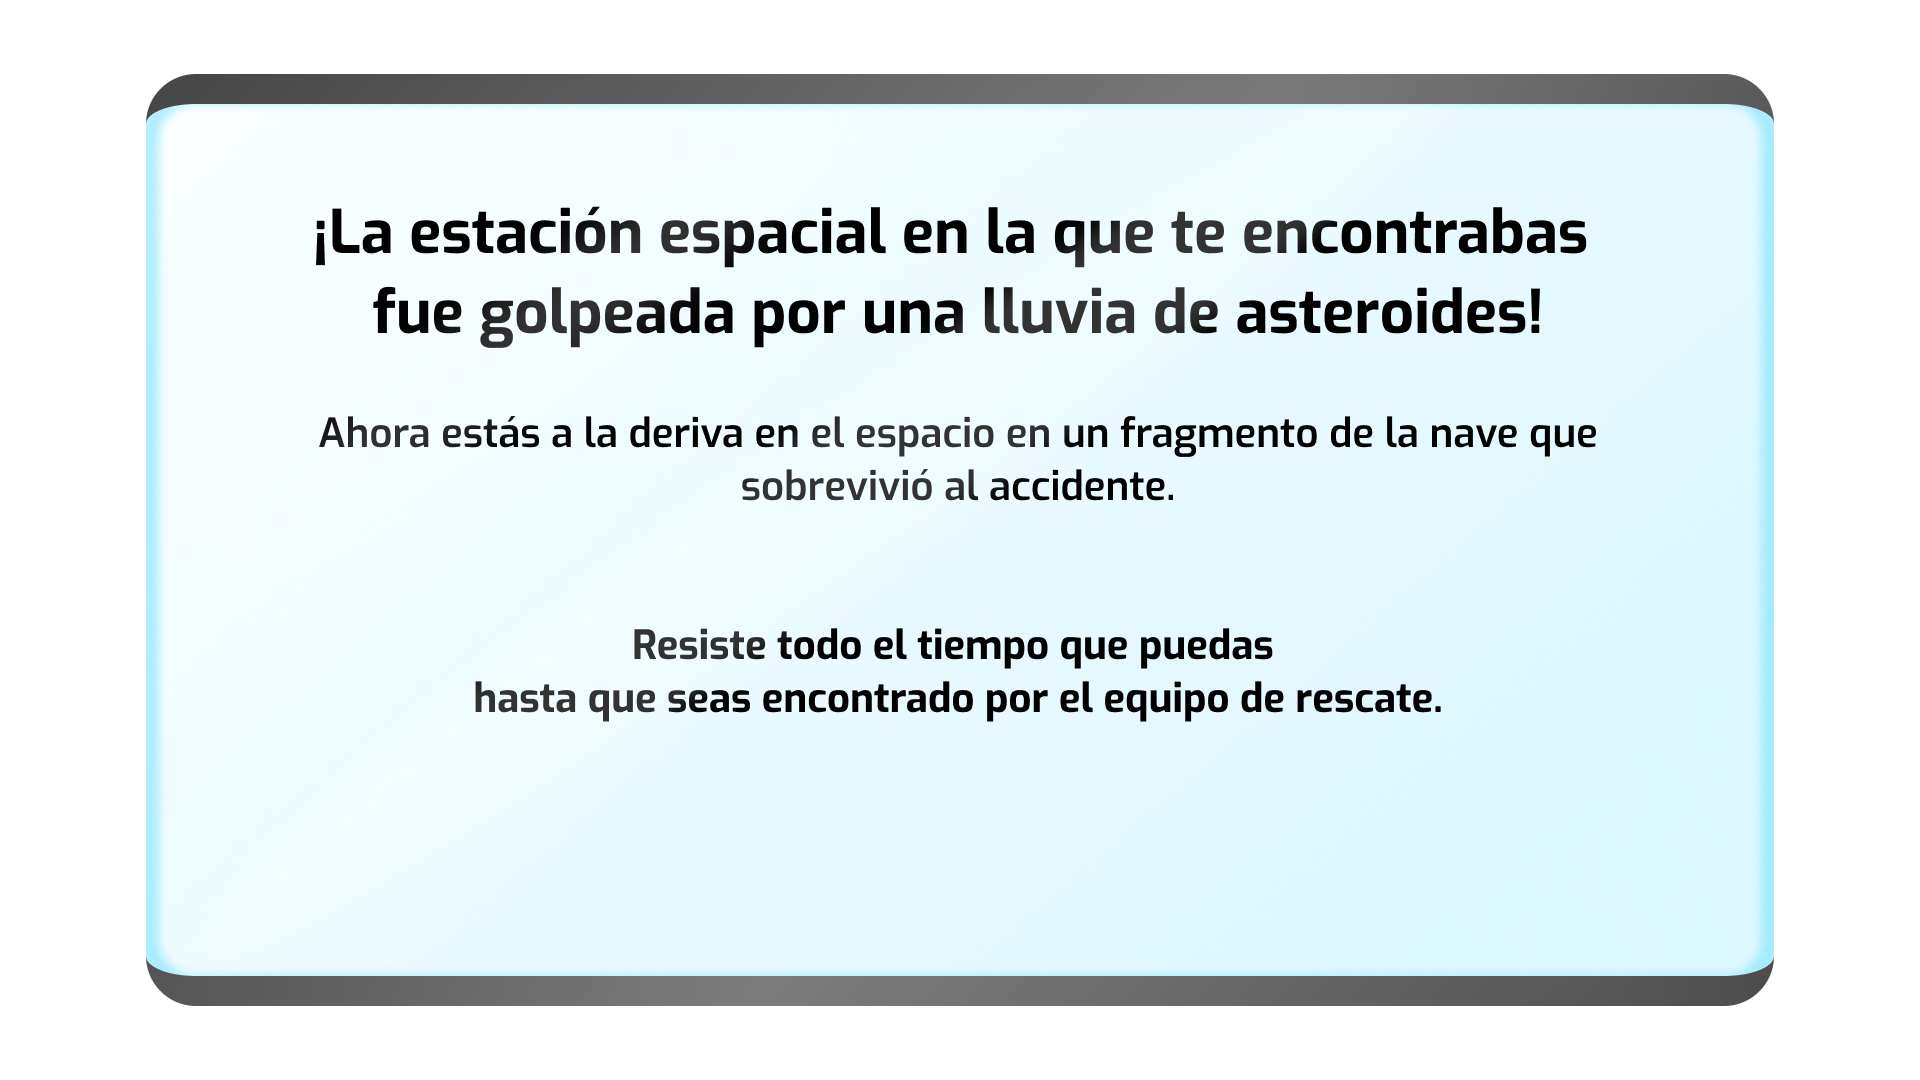 ¡La estación espacial en la que te encontrabas
fue golpeada por una lluvia de asteroides!
Ahora estás a la deriva en el espacio en un fragmento de la nave que
sobrevivió al accidente.
Resiste todo el tiempo que puedas
hasta que seas encontrado por el equipo de rescate.